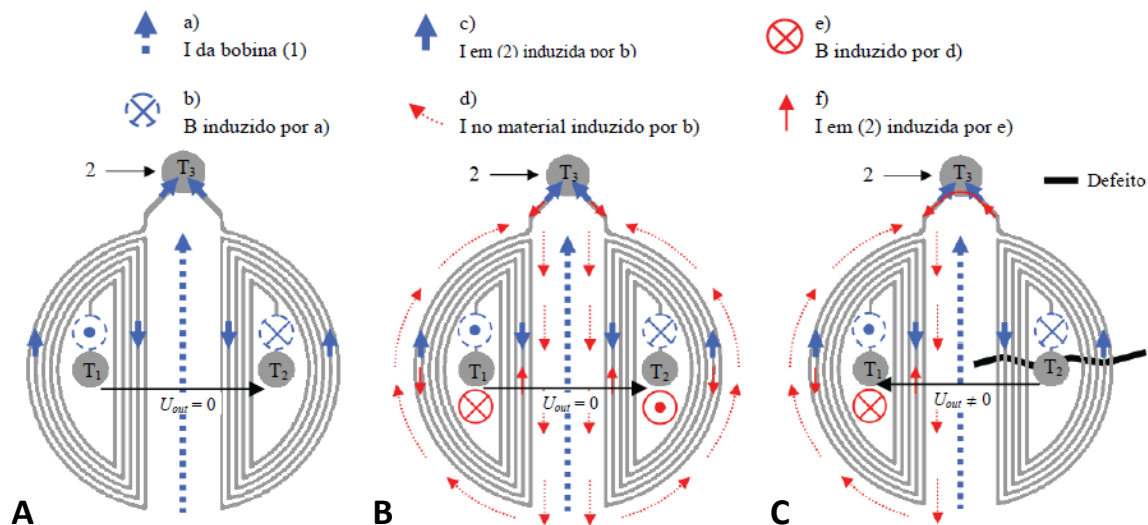 a)
I da bobina (1)
c)
I em (2) induzida por b)
e)
B induzido por d)
b)
B induzido por a)
d)
I no material induzido por b)
f)
I em (2) induzida por e)
2
T3
T1
T2
Uout = 0
A
2
T3
T1
T2
Uout = 0
B
2
T3
Defeito
T1
T2
Uout ≠ 0
C